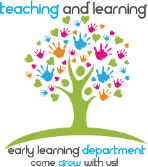 teaching and learning
early learning department
come grow with us!